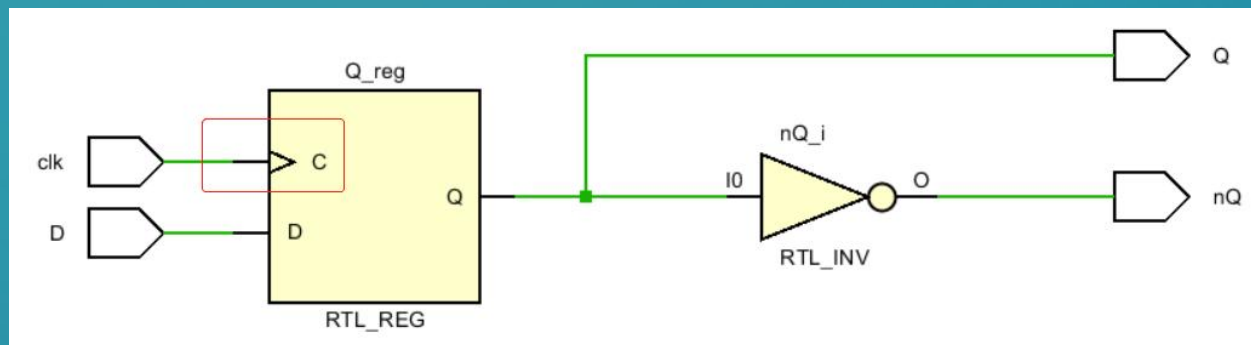 Q_reg
clk
C
D
D
Q
RTL_REG
nQ_i
I0
O
RTL_INV
Q
nQ